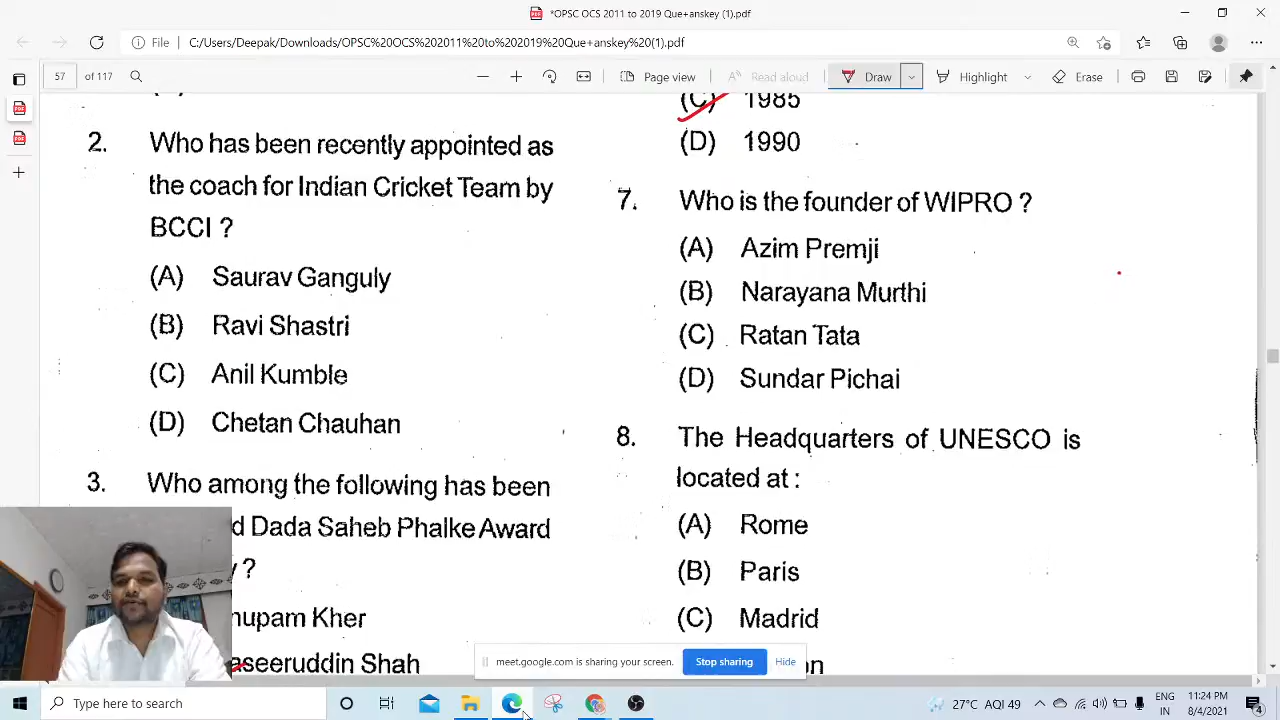 *OPSC OCS 2011 to 2019 Que+anskey (1).pdf
File C:/Users/Deepak/Downloads/OPSC%20OCS%202011%20to%202019%20Que+anskey%20(1).pdf
57 of 117 Page view Read aloud Draw Highlight Erase
2. Who has been recently appointed as
the coach for Indian Cricket Team by
BCCI ?
(A) Saurav Ganguly
(B) Ravi Shastri
(C) Anil Kumble
(D) Chetan Chauhan
3. Who among the following has been
d Dada Saheb Phalke Award
y ?
nupam Kher
aseeruddin Shah
(C) 1985
(D) 1990
7. Who is the founder of WIPRO ?
(A) Azim Premji
(B) Narayana Murthi
(C) Ratan Tata
(D) Sundar Pichai
8. The Headquarters of UNESCO is
located at :
(A) Rome
(B) Paris
(C) Madrid
on
meet.google.com is sharing your screen. Stop sharing Hide
Type here to search
27°C AQI 49
ENG
IN
11:24 PM
8/4/2021
4